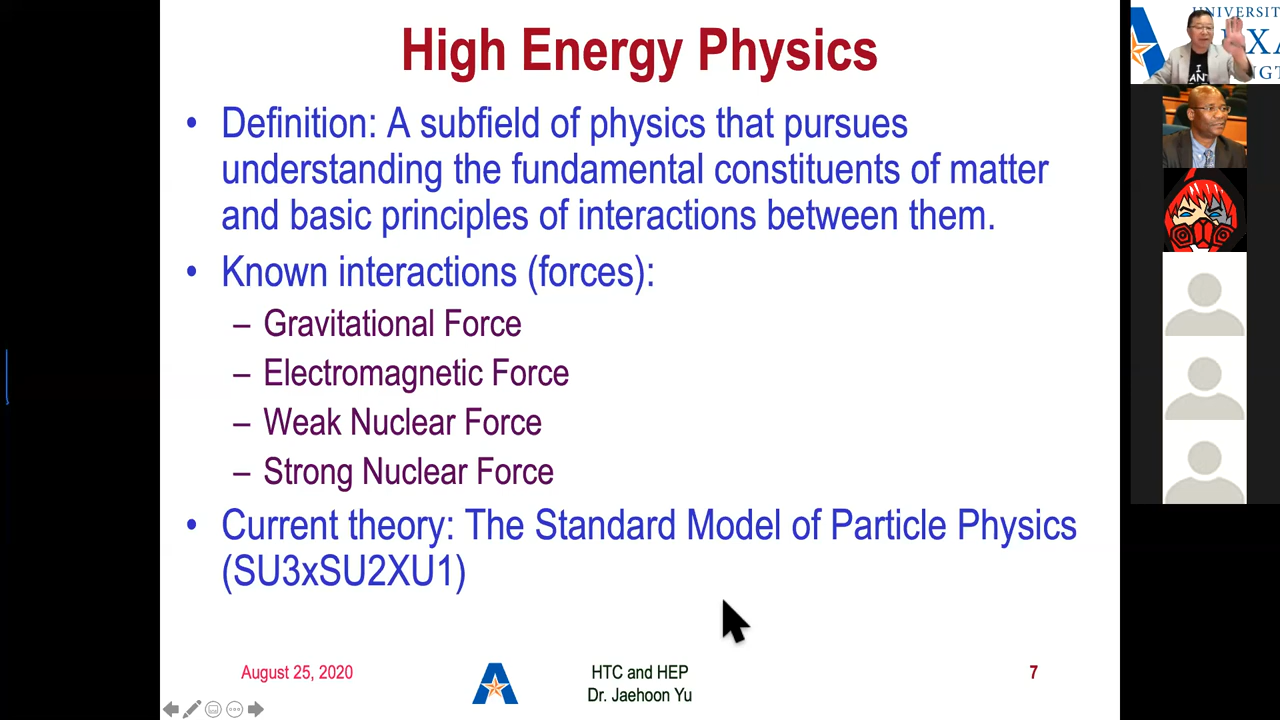 High Energy Physics
• Definition: A subfield of physics that pursues
understanding the fundamental constituents of matter
and basic principles of interactions between them.
• Known interactions (forces):
– Gravitational Force
– Electromagnetic Force
– Weak Nuclear Force
– Strong Nuclear Force
• Current theory: The Standard Model of Particle Physics
(SU3xSU2XU1)
August 25, 2020
HTC and HEP
Dr. Jaehoon Yu
7